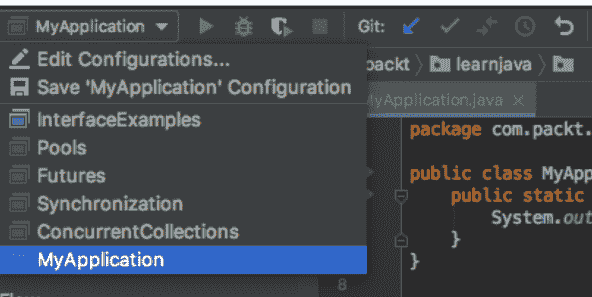 MyApplication
Git:
Edit Configurations...
Save 'MyApplication' Configuration
InterfaceExamples
Pools
Futures
Synchronization
ConcurrentCollections
MyApplication
packt
learnjava
MyApplication.java
package com.packt.
public class MyApp
public static
System.out
}
}
8